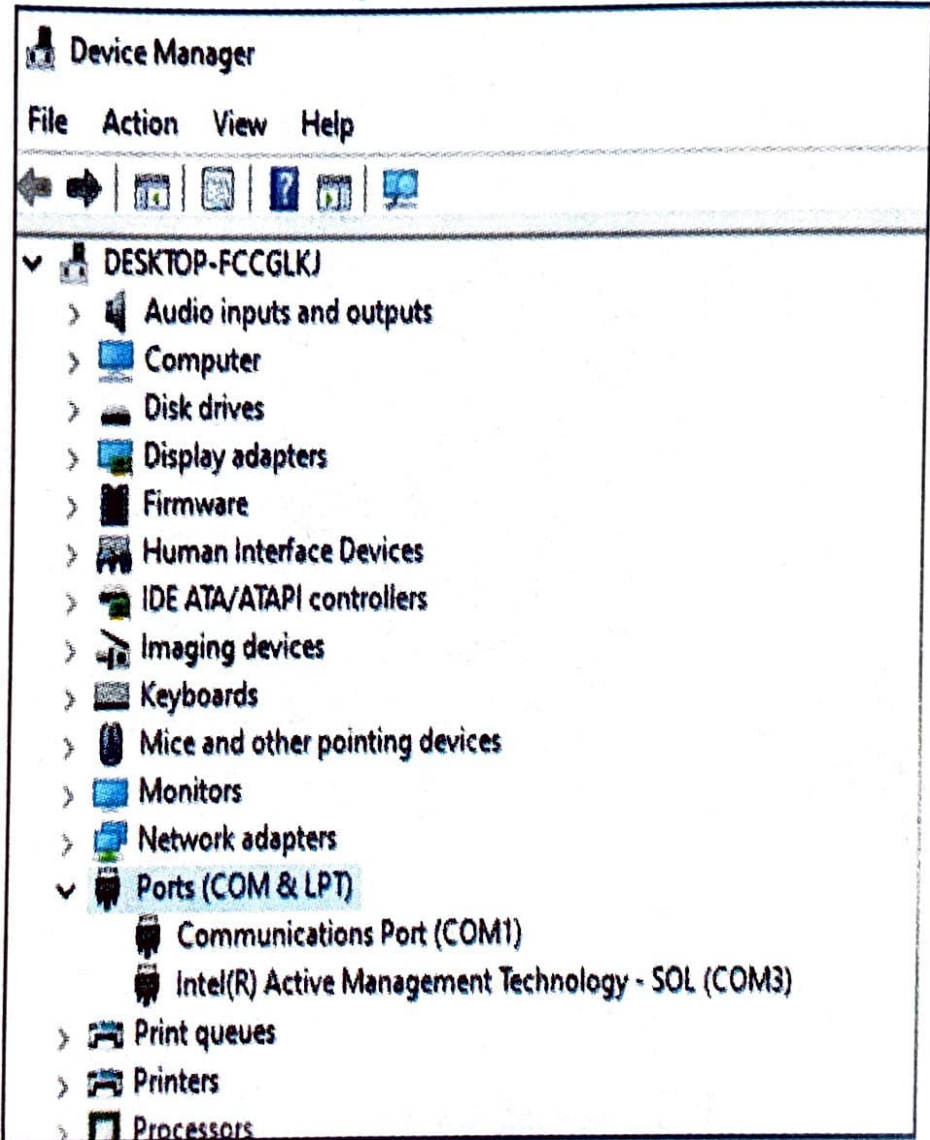 Device Manager
File Action View Help
DESKTOP-FCCGLKJ
Audio inputs and outputs
Computer
Disk drives
Display adapters
Firmware
Human Interface Devices
IDE ATA/ATAPI controllers
Imaging devices
Keyboards
Mice and other pointing devices
Monitors
Network adapters
Ports (COM & LPT)
Communications Port (COM1)
Intel(R) Active Management Technology - SOL (COM3)
Print queues
Printers
Processors